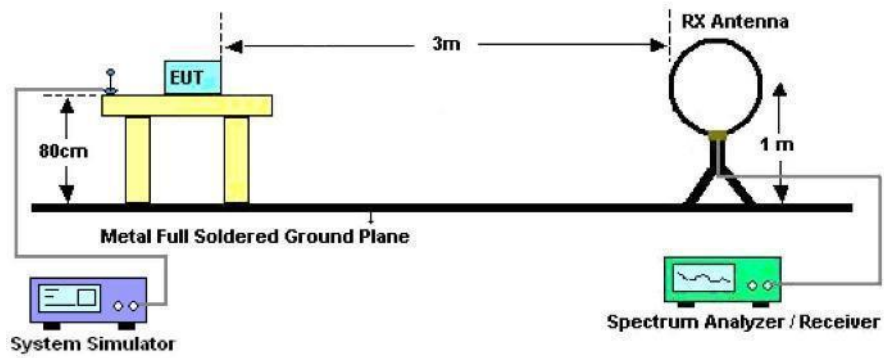 RX Antenna
3m
EUT
80cm
1 m
Metal Full Soldered Ground Plane
System Simulator
Spectrum Analyzer / Receiver